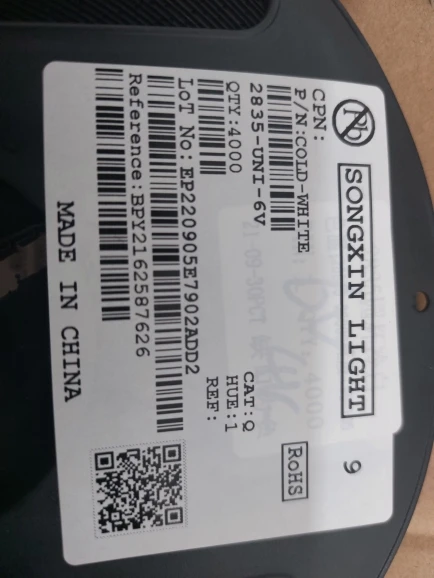 Pb
SONGXIN LIGHT
9
CPN:
P/N:COLD-WHITE
RoHS
2835-UNI-6V
QTY:4000
CAT:Q
HUE:1
REF:
LOT No:EP220905E7902ADD2
Reference:BPY2162587626
MADE IN CHINA